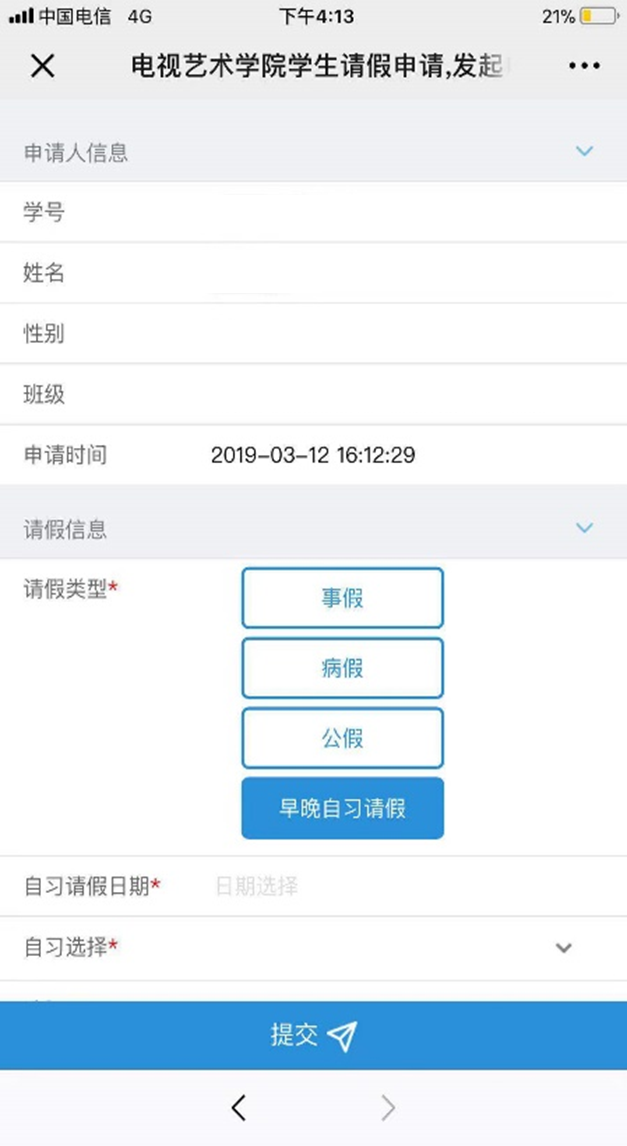 中国电信 4G 下午4:13 21%
电视艺术学院学生请假申请,发起
申请人信息
学号
姓名
性别
班级
申请时间 2019-03-12 16:12:29
请假信息
请假类型* 事假
病假
公假
早晚自习请假
自习请假日期* 日期选择
自习选择*
提交